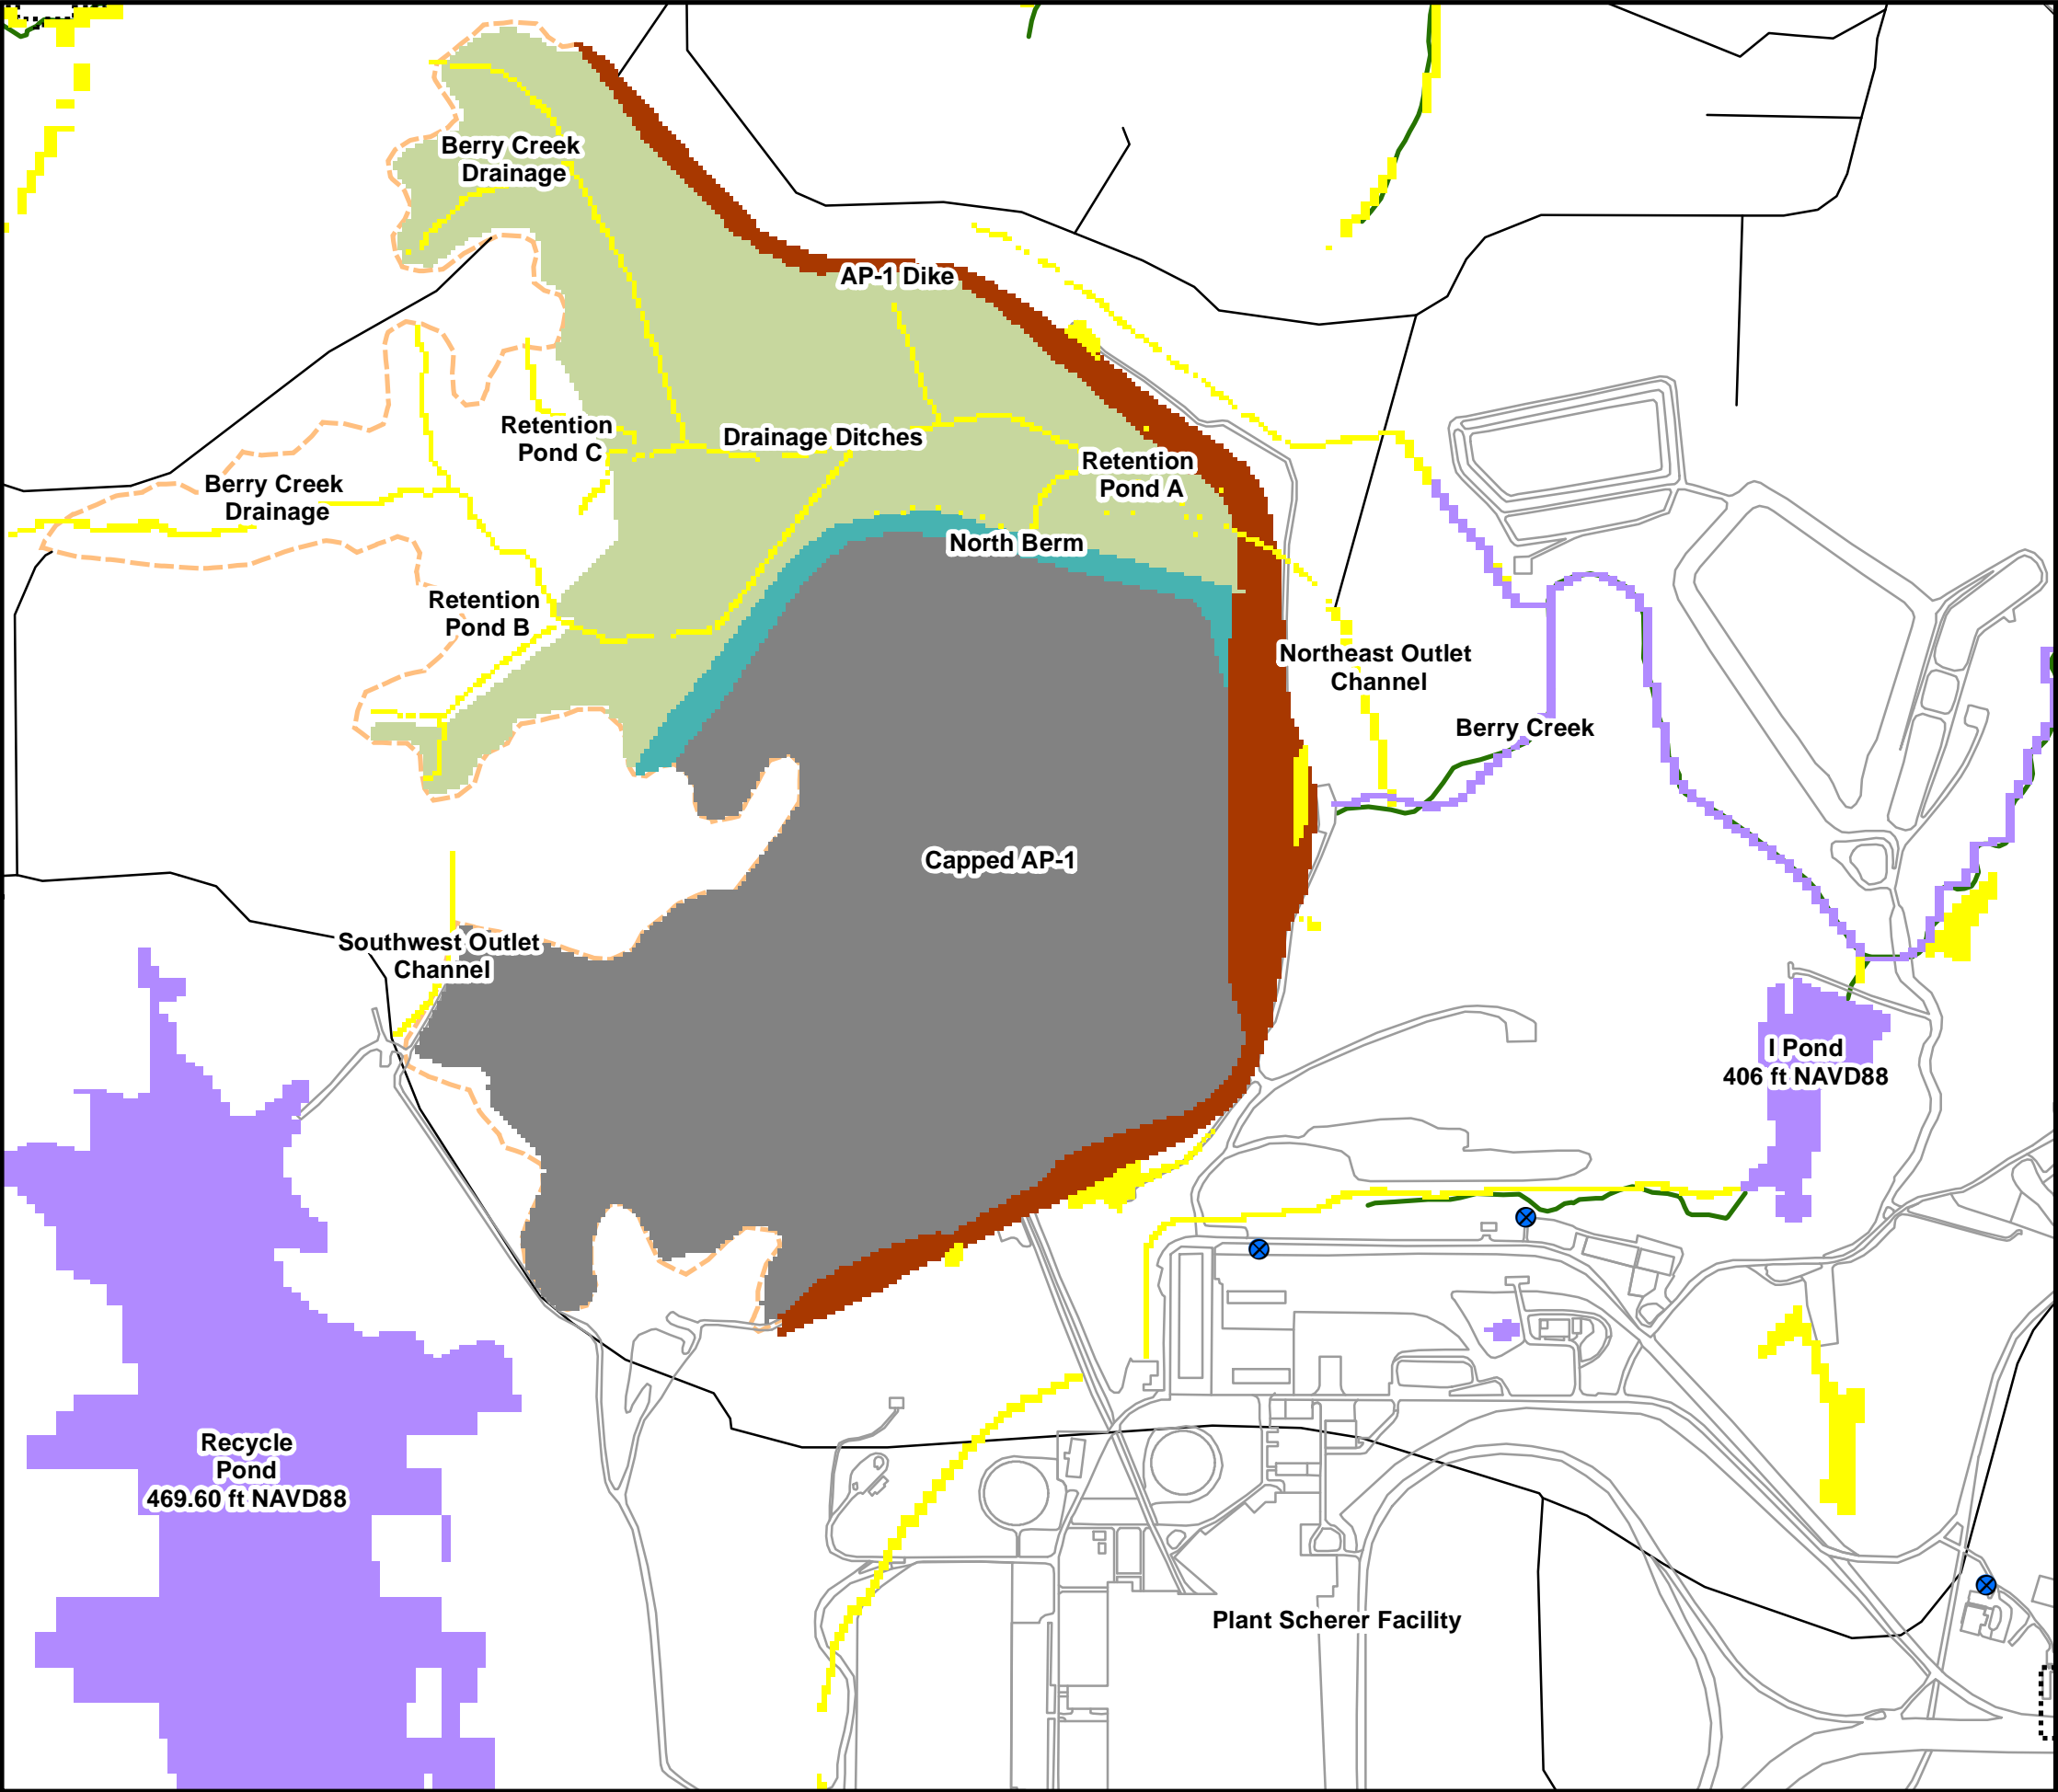 Berry Creek
Drainage
AP-1 Dike
Retention
Pond C
Drainage Ditches
Retention
Pond A
Berry Creek
Drainage
North Berm
Retention
Pond B
Northeast Outlet
Channel
Berry Creek
Capped AP-1
Southwest Outlet
Channel
I Pond
406 ft NAVD88
Recycle
Pond
469.60 ft NAVD88
Plant Scherer Facility